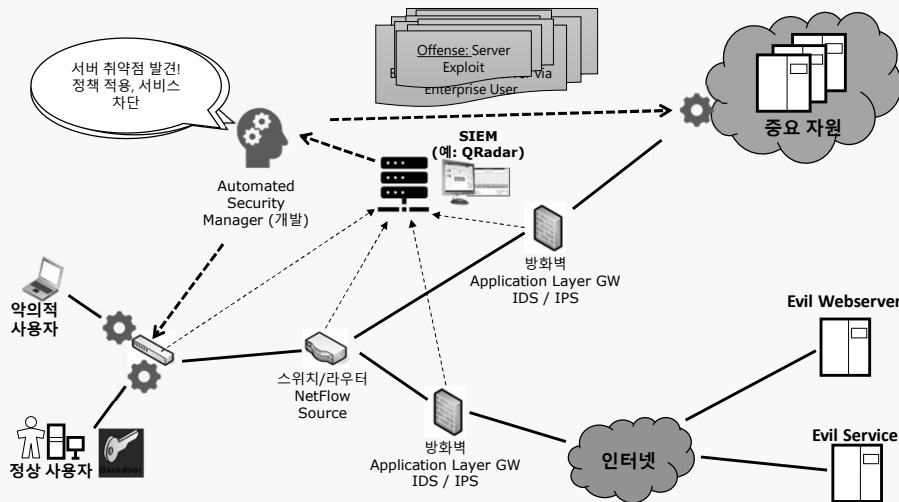 Offense: Server
Exploit
via
Enterprise User
서버 취약점 발견!
정책 적용, 서비스
차단
중요 자원
SIEM
(예: QRadar)
Automated
Security
Manager (개발)
방화벽
Application Layer GW
IDS / IPS
악의적
사용자
Evil Webserver
스위치/라우터
NetFlow
Source
방화벽
Application Layer GW
IDS / IPS
정상 사용자
Backdoor
인터넷
Evil Service